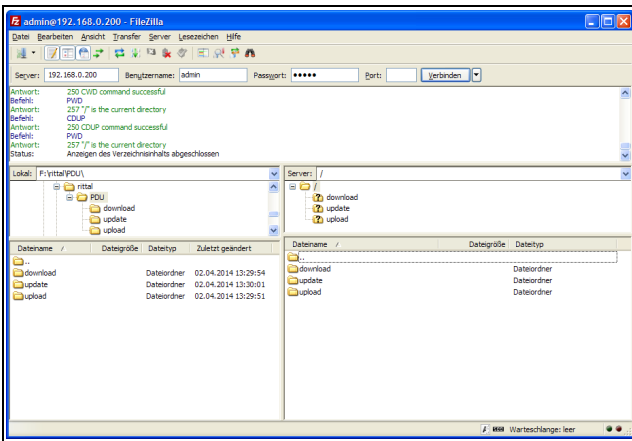 admin@192.168.0.200 - FileZilla
Datei Bearbeiten Ansicht Transfer Server Lesezeichen Hilfe
Server: 192.168.0.200 Benutzername: admin Passwort: ●●●●● Port: Verbinden
Antwort: 250 CWD command successful
Befehl: PWD
Antwort: 257 "/" is the current directory
Befehl: CDUP
Antwort: 250 CDUP command successful
Befehl: PWD
Antwort: 257 "/" is the current directory
Status: Anzeigen des Verzeichnisinhalts abgeschlossen
Lokal: F:\rittal\PDU\
rittal
PDU
download
update
upload
Server: /
/
download
update
upload
Dateiname / Dateigröße Dateityp Zuletzt geändert
..
download Dateiordner 02.04.2014 13:29:54
update Dateiordner 02.04.2014 13:30:01
upload Dateiordner 02.04.2014 13:29:51
Dateiname / Dateigröße Dateityp
..
download Dateiordner
update Dateiordner
upload Dateiordner
Warteschlange: leer